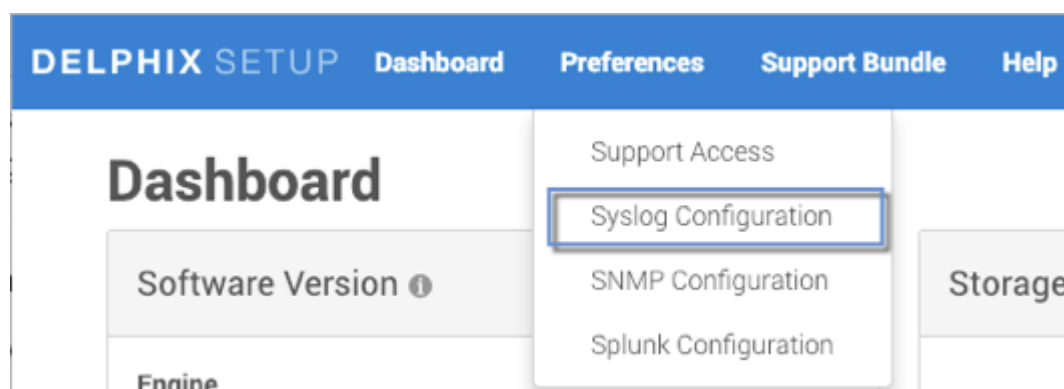 DELPHIX SETUP Dashboard Preferences Support Bundle Help
Support Access
Dashboard
Syslog Configuration
Software Version
SNMP Configuration
Storage
Splunk Configuration
Engine